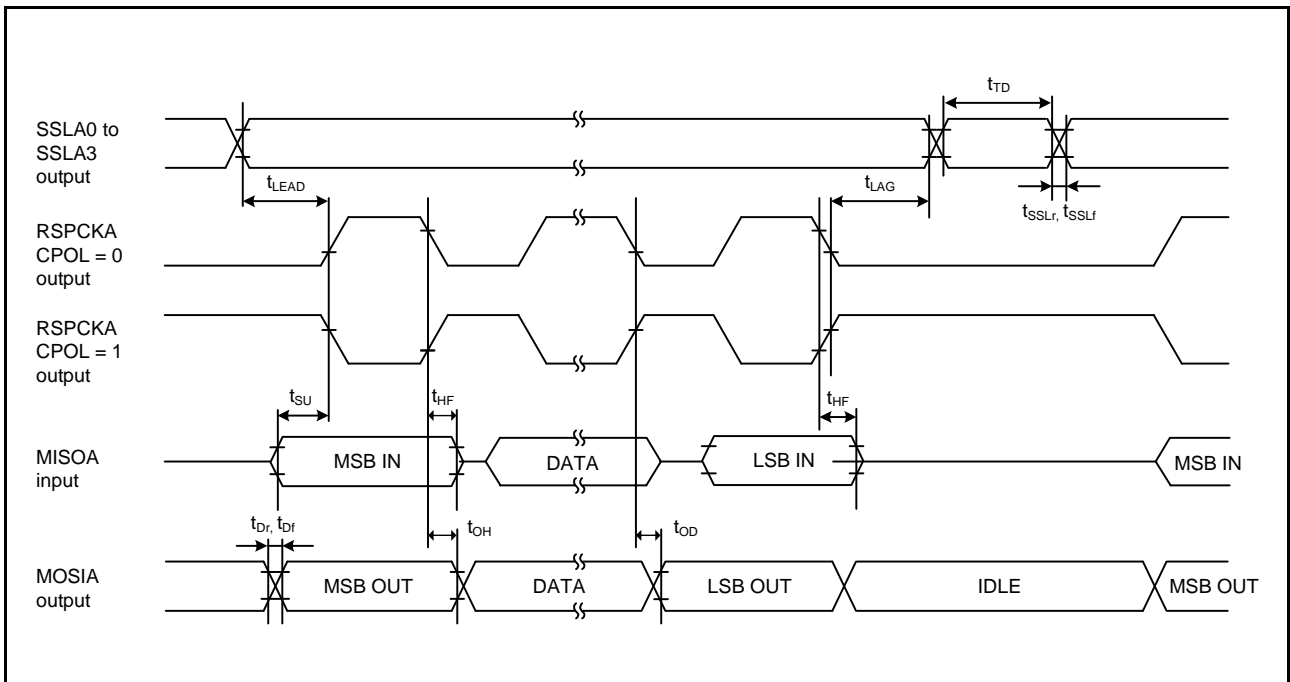 tTD
SSLA0 to
SSLA3
output
tLEAD
tLAG
tSSLr, tSSLf
RSPCKA
CPOL = 0
output
RSPCKA
CPOL = 1
output
tSU
tHF
tHF
MISOA
input
MSB IN
DATA
LSB IN
MSB IN
tDr, tDf
tOH
tOD
MOSIA
output
MSB OUT
DATA
LSB OUT
IDLE
MSB OUT